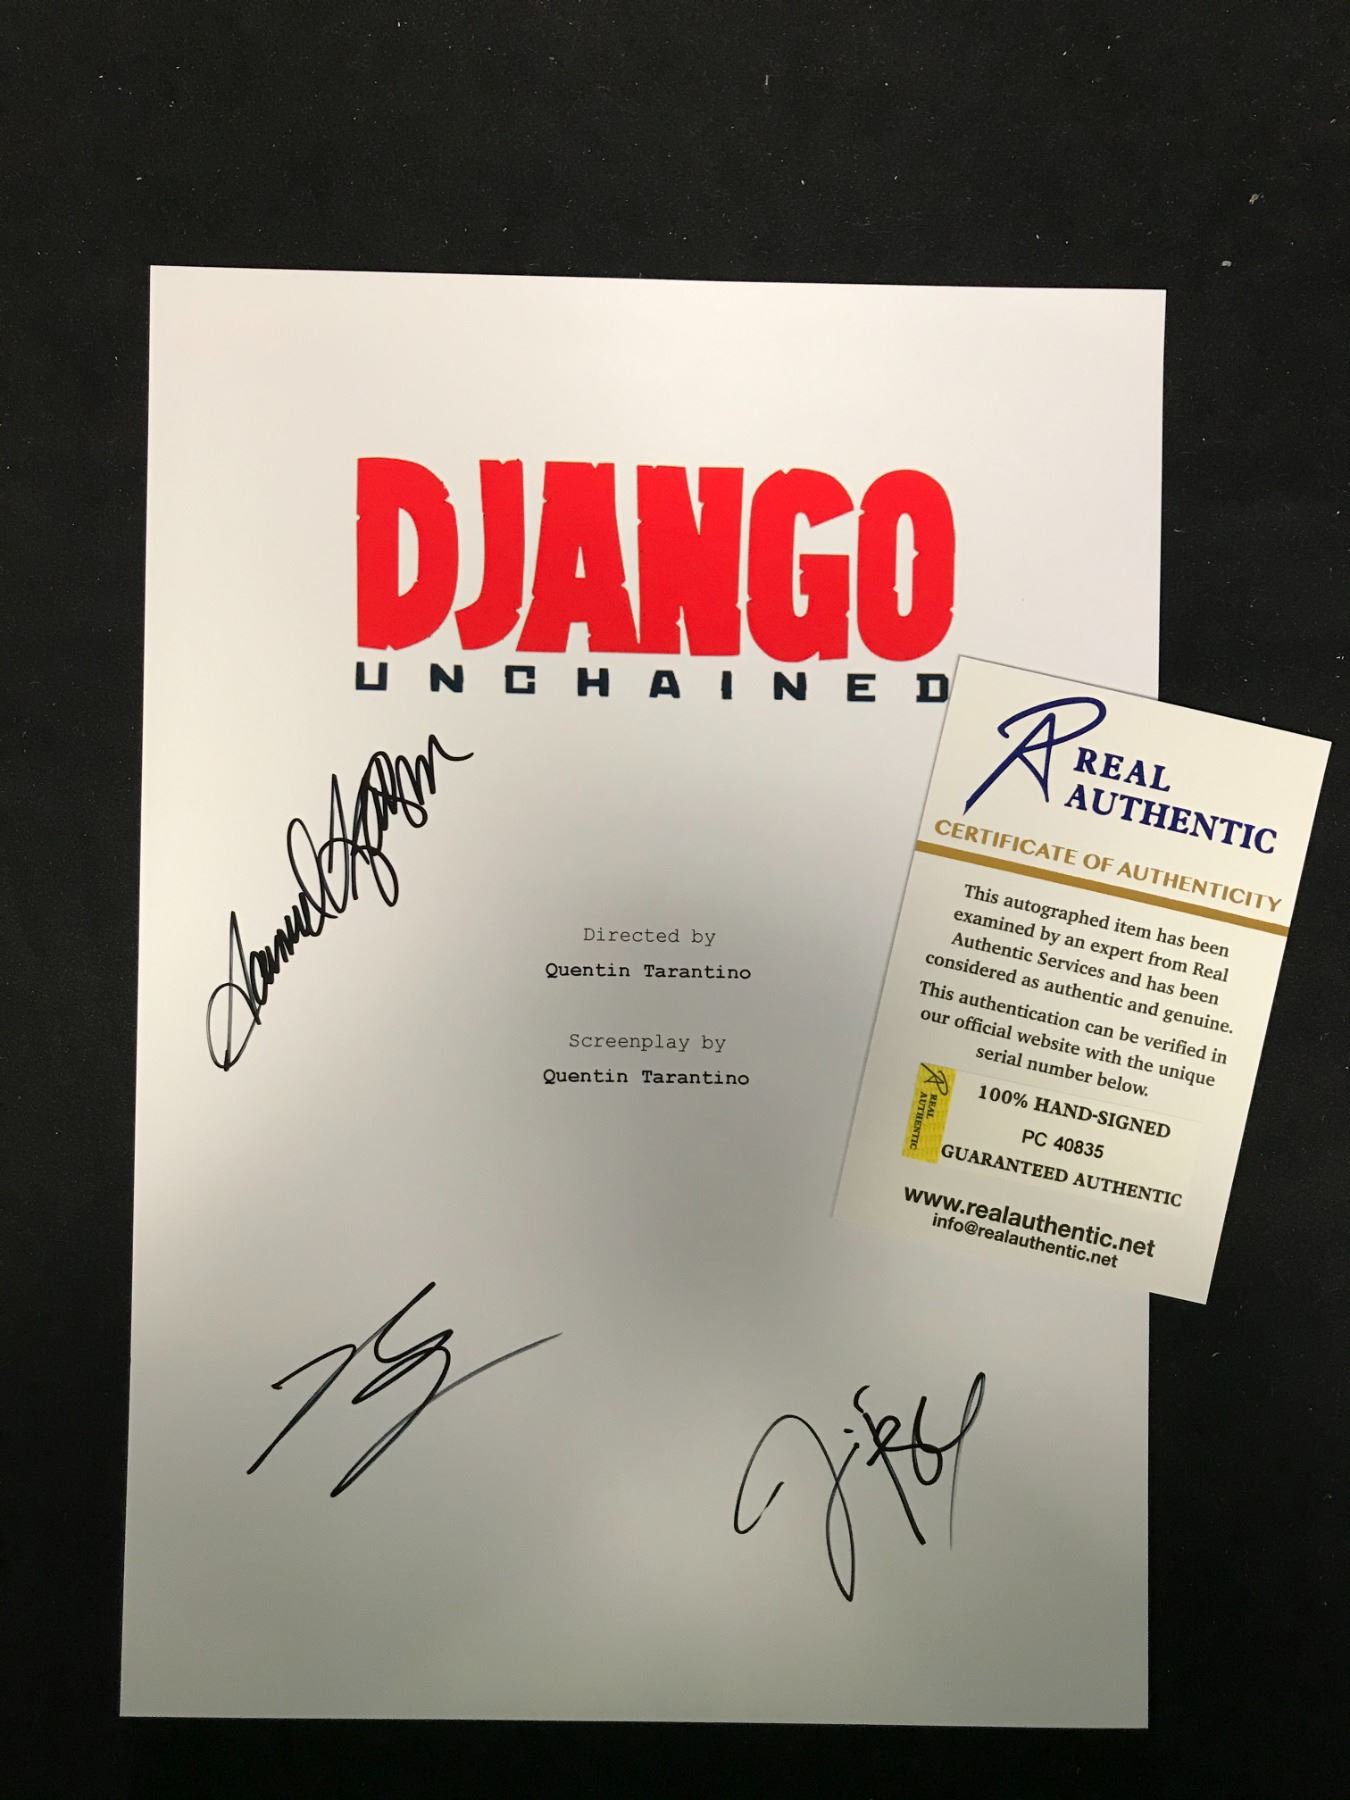 DJANGO
UNCHAINED
Directed by
Quentin Tarantino
Screenplay by
Quentin Tarantino
REAL
AUTHENTIC
CERTIFICATE OF AUTHENTICITY
This autographed item has been
examined by an expert from Real
Authentic Services and has been
considered as authentic and genuine.
This authentication can be verified in
our official website with the unique
serial number below.
REAL
AUTHENTIC
100% HAND-SIGNED
PC 40835
GUARANTEED AUTHENTIC
www.realauthentic.net
info@realauthentic.net